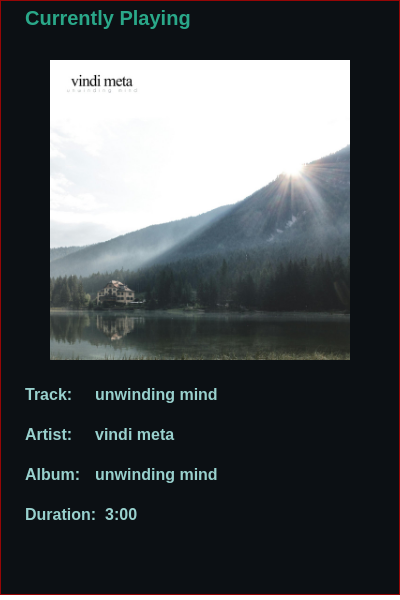 Currently Playing
vindi meta
unwinding mind
Track: unwinding mind
Artist: vindi meta
Album: unwinding mind
Duration: 3:00